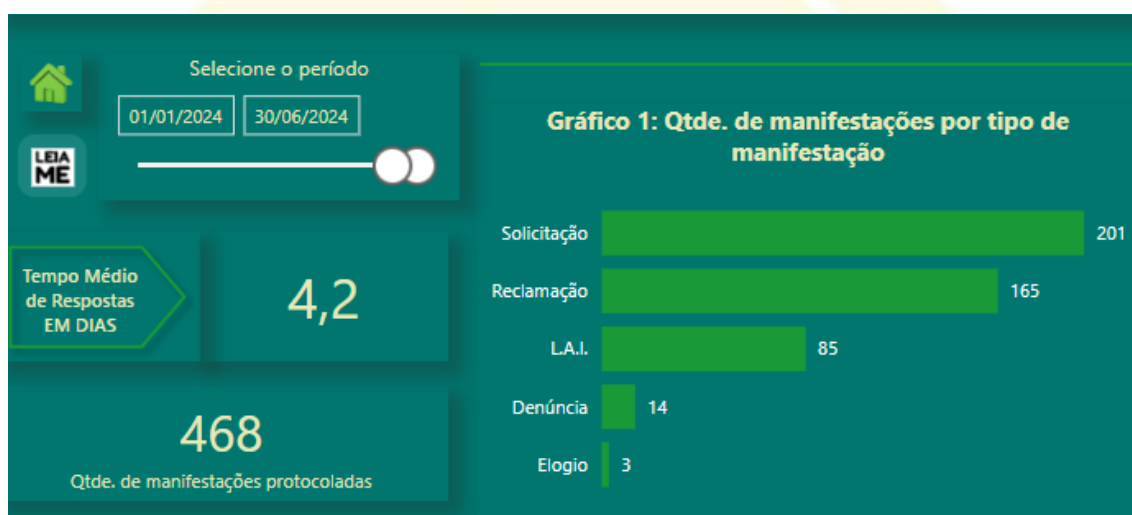 Selecione o período
01/01/2024 30/06/2024
LEIA
ME
Tempo Médio
de Respostas
EM DIAS
4,2
468
Qtde. de manifestações protocoladas
Gráfico 1: Qtde. de manifestações por tipo de
manifestação
Solicitação 201
Reclamação 165
L.A.I. 85
Denúncia 14
Elogio 3